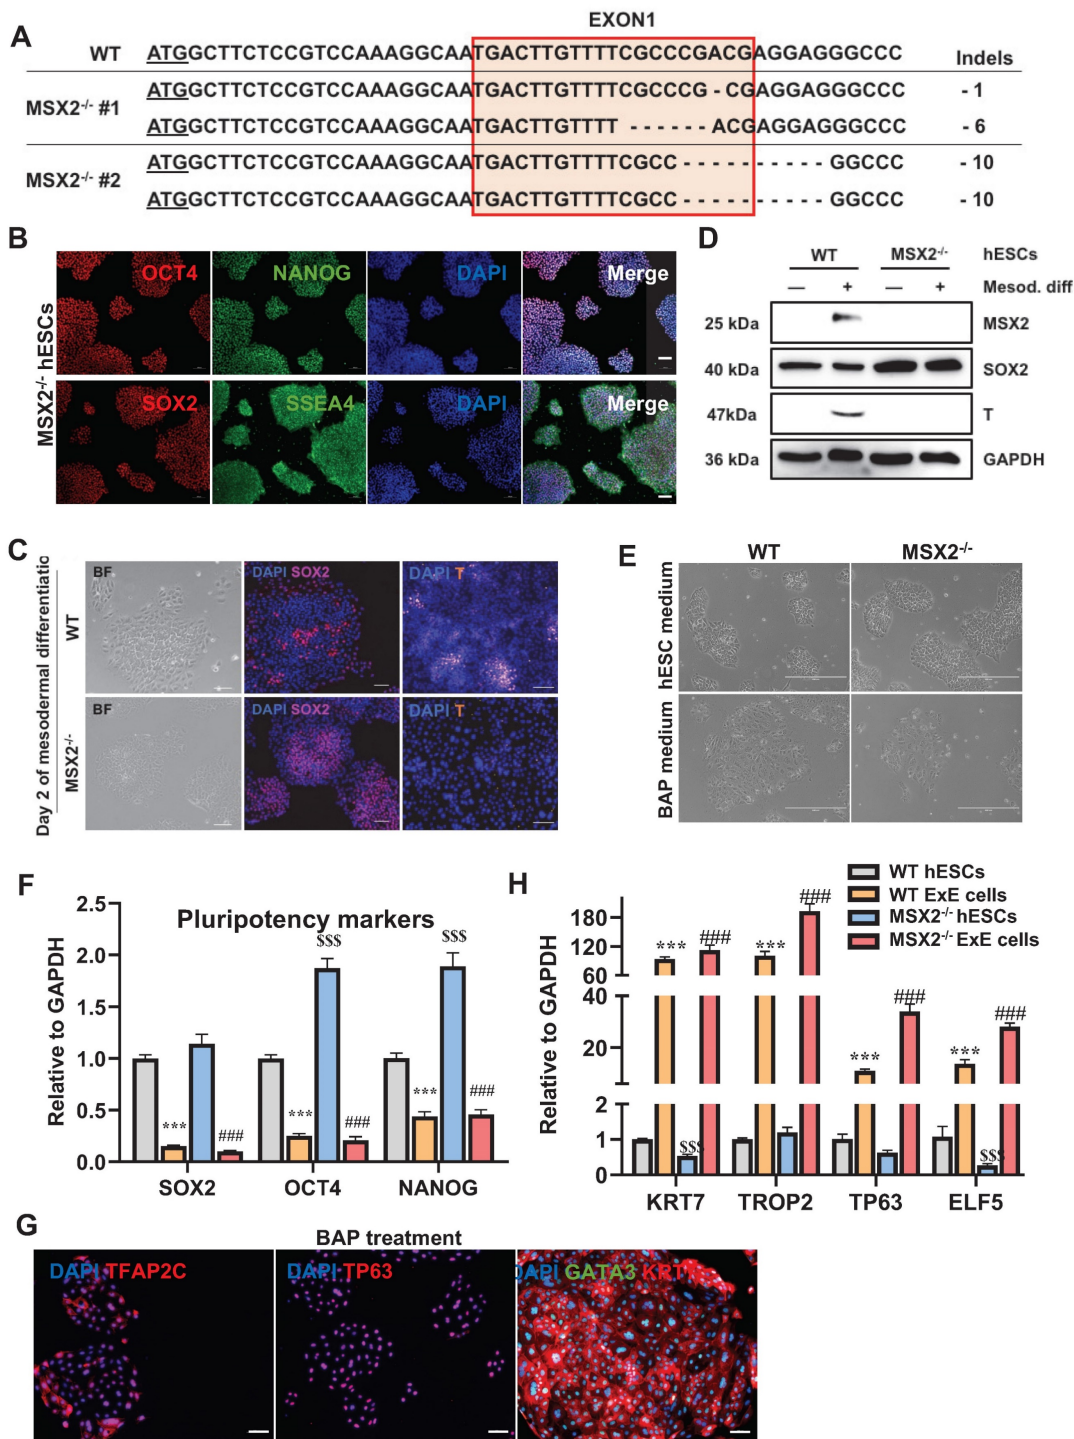 A
EXON1
WT ATGGCTTCTCCGTCCAAAGGCAATGACTTGTTTTCGCCCGACGAGGAGGGCCC Indels
MSX2-/- #1 ATGGCTTCTCCGTCCAAAGGCAATGACTTGTTTTCGCCCG-CGAGGAGGGCCC - 1
ATGGCTTCTCCGTCCAAAGGCAATGACTTGTTTT------ACGAGGAGGGCCC - 6
MSX2-/- #2 ATGGCTTCTCCGTCCAAAGGCAATGACTTGTTTTCGCC----------GGCCC - 10
ATGGCTTCTCCGTCCAAAGGCAATGACTTGTTTTCGCC----------GGCCC - 10
B
MSX2-/- hESCs
OCT4 NANOG DAPI Merge
SOX2 SSEA4 DAPI Merge
D
WT MSX2-/- hESCs
— + — + Mesod. diff
25 kDa MSX2
40 kDa SOX2
47kDa T
36 kDa GAPDH
C
Day 2 of mesodermal differentiatio
WT
BF DAPI SOX2 DAPI T
MSX2-/-
BF DAPI SOX2 DAPI T
E
WT MSX2-/-
hESC medium
BAP medium
F
Pluripotency markers
Relative to GAPDH
2.5
2.0
1.5
1.0
0.5
0.0
*** ### *** $$$ ### *** $$$ ###
SOX2 OCT4 NANOG
H
WT hESCs
WT ExE cells
MSX2-/- hESCs
MSX2-/- ExE cells
Relative to GAPDH
180
120
60
40
20
2
1
0
*** $$$ ### *** ### *** ### *** $$$ ###
KRT7 TROP2 TP63 ELF5
G
BAP treatment
DAPI TFAP2C DAPI TP63 DAPI GATA3 KRT